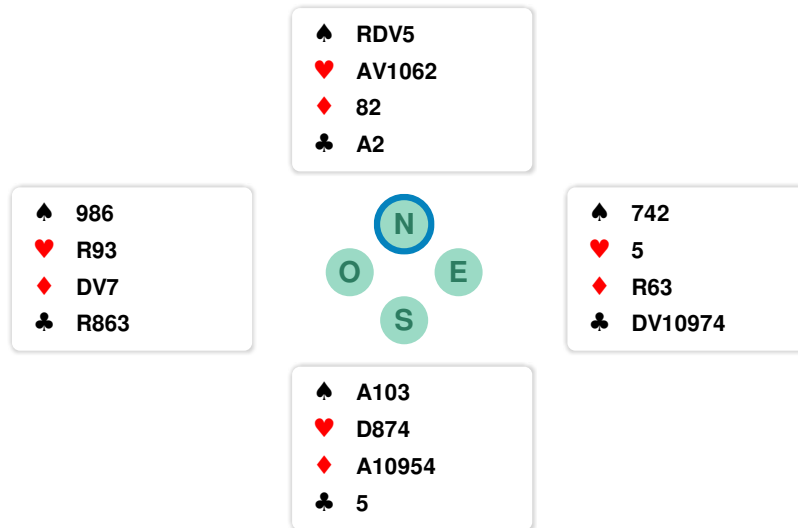 ♠ RDV5
♥ AV1062
♦ 82
♣ A2
♠ 986
♥ R93
♦ DV7
♣ R863
N
O E
S
♠ 742
♥ 5
♦ R63
♣ DV10974
♠ A103
♥ D874
♦ A10954
♣ 5